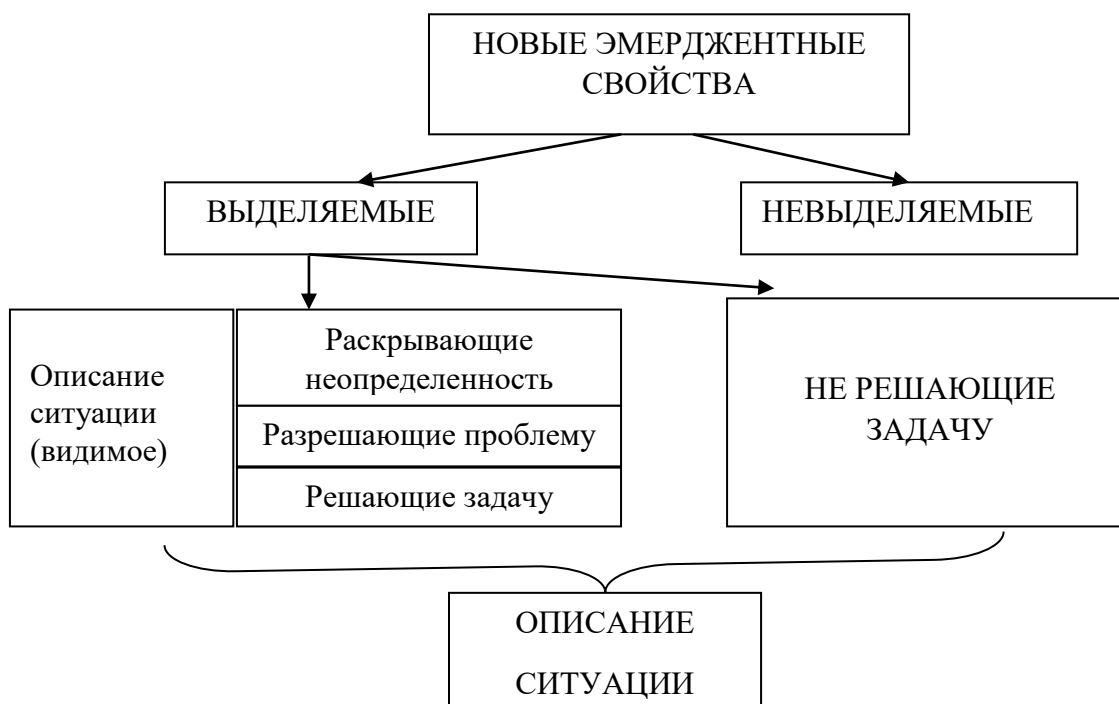 НОВЫЕ ЭМЕРДЖЕНТНЫЕ
СВОЙСТВА
ВЫДЕЛЯЕМЫЕ
НЕВЫДЕЛЯЕМЫЕ
Описание
ситуации
(видимое)
Раскрывающие
неопределенность
Разрешающие проблему
Решающие задачу
НЕ РЕШАЮЩИЕ
ЗАДАЧУ
ОПИСАНИЕ
СИТУАЦИИ